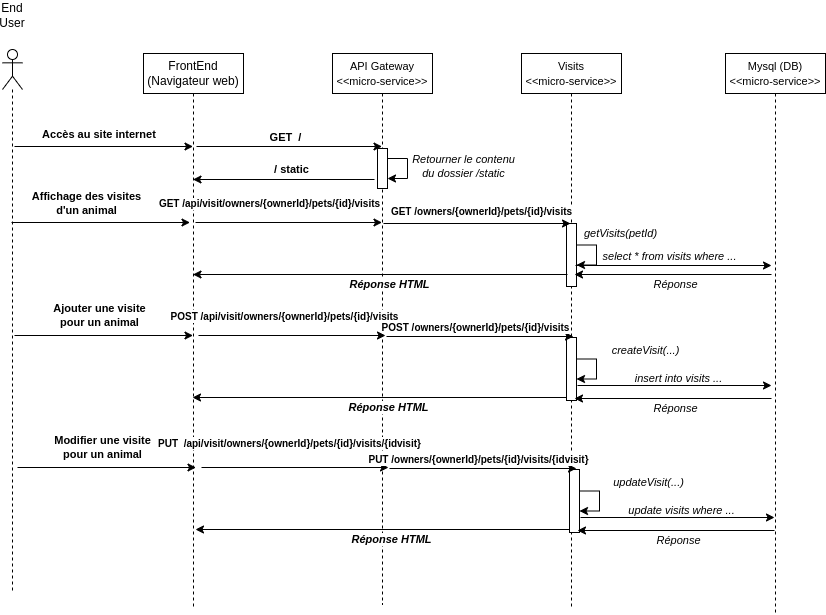 End
User
FrontEnd
(Navigateur web)
API Gateway
<<micro-service>>
Visits
<<micro-service>>
Mysql (DB)
<<micro-service>>
Accès au site internet
GET /
Retourner le contenu
du dossier /static
/ static
Affichage des visites
d'un animal
GET /api/visit/owners/{ownerId}/pets/{id}/visits
GET /owners/{ownerId}/pets/{id}/visits
getVisits(petId)
select * from visits where ...
Réponse HTML
Réponse
Ajouter une visite
pour un animal
POST /api/visit/owners/{ownerId}/pets/{id}/visits
POST /owners/{ownerId}/pets/{id}/visits
createVisit(...)
insert into visits ...
Réponse HTML
Réponse
Modifier une visite
pour un animal
PUT /api/visit/owners/{ownerId}/pets/{id}/visits/{idvisit}
PUT /owners/{ownerId}/pets/{id}/visits/{idvisit}
updateVisit(...)
update visits where ...
Réponse HTML
Réponse